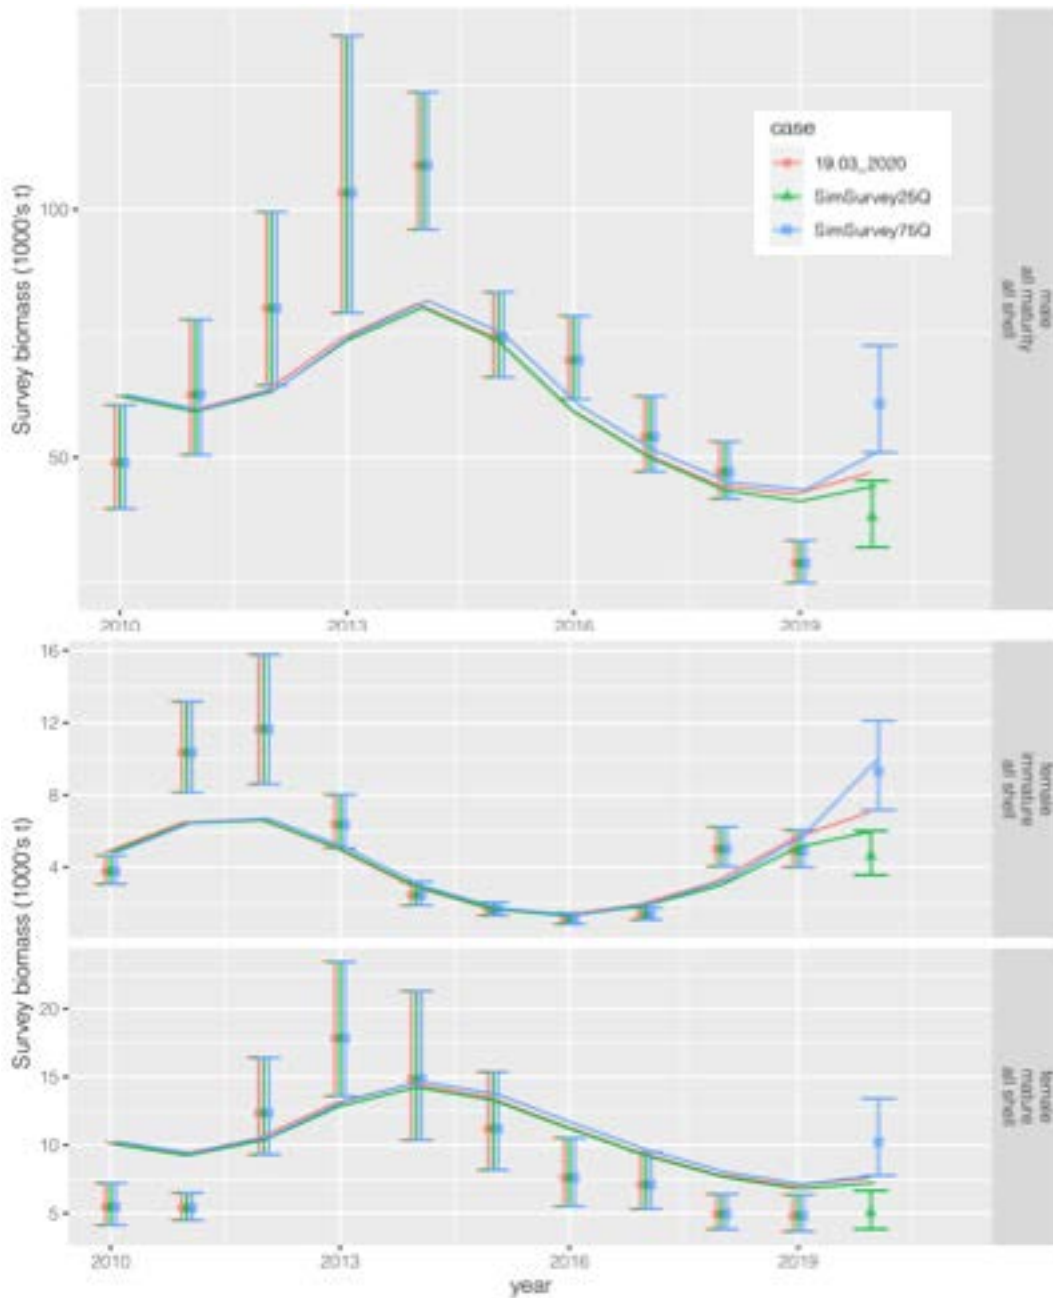 case
19.03_2020
SimSurvey25Q
SimSurvey75Q
Survey biomass (1000's t)
100
50
male
all maturity
all shell
2010
2013
2016
2019
Survey biomass (1000's t)
16
12
8
4
female
immature
all shell
20
15
10
5
female
mature
all shell
2010
2013
2016
2019
year